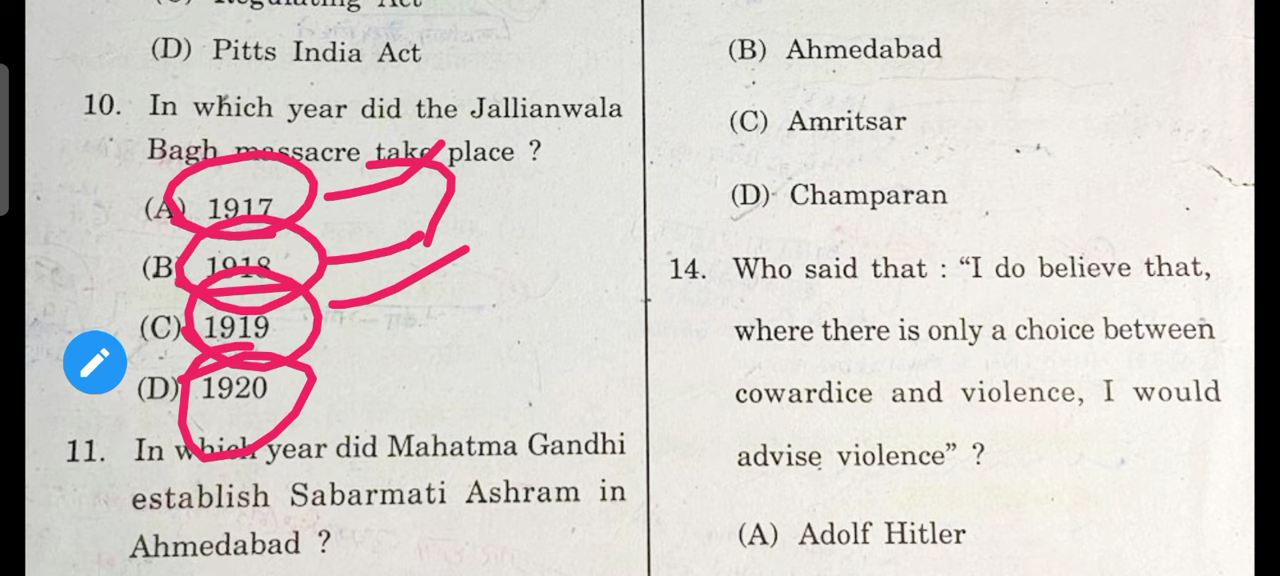 (C) Regulating Act
(D) Pitts India Act
10. In which year did the Jallianwala
Bagh massacre take place ?
(A) 1917
(B) 1918
(C) 1919
(D) 1920
11. In which year did Mahatma Gandhi
establish Sabarmati Ashram in
Ahmedabad ?
(B) Ahmedabad
(C) Amritsar
(D) Champaran
14. Who said that : “I do believe that,
where there is only a choice between
cowardice and violence, I would
advise violence” ?
(A) Adolf Hitler